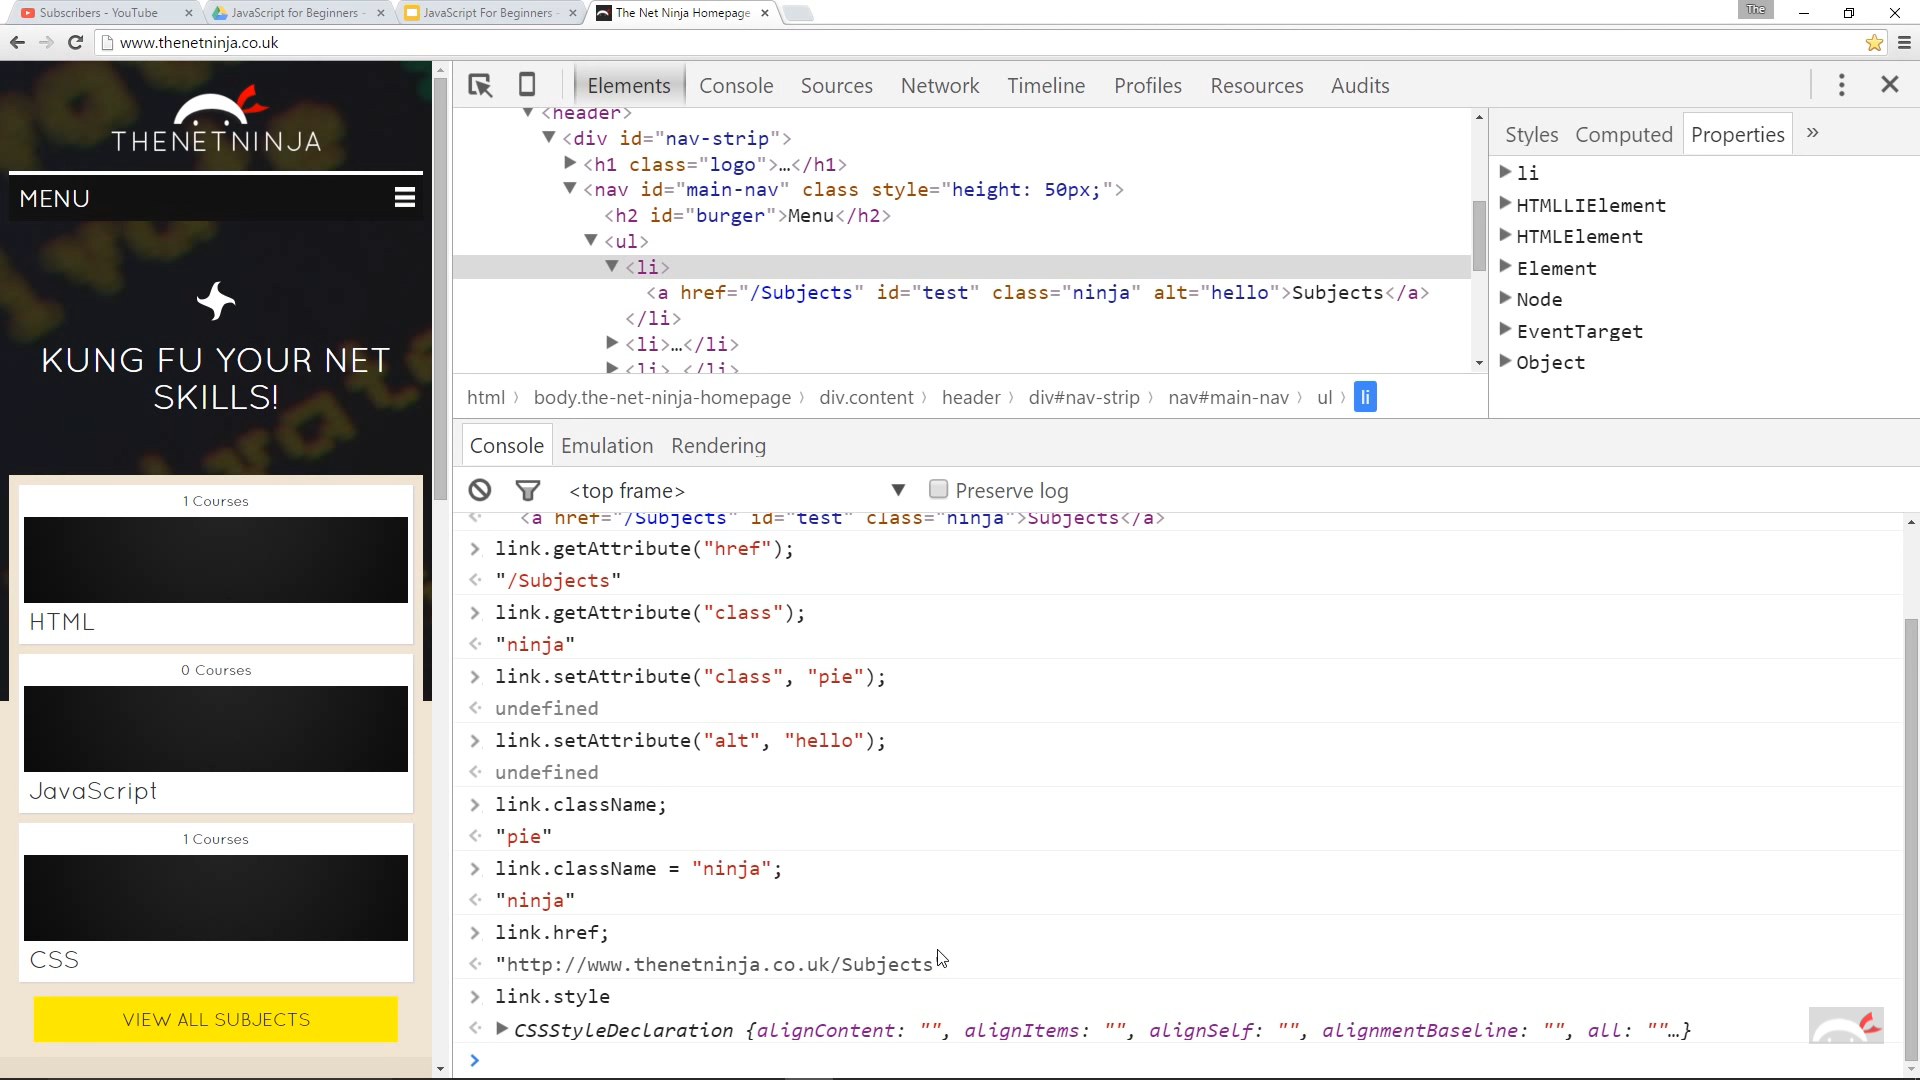 Subscribers - YouTube
JavaScript for Beginners -
JavaScript For Beginners -
The Net Ninja Homepage
The
www.thenetninja.co.uk
THENETNINJA
MENU
KUNG FU YOUR NET
SKILLS!
1 Courses
HTML
0 Courses
JavaScript
1 Courses
CSS
VIEW ALL SUBJECTS
Elements Console Sources Network Timeline Profiles Resources Audits
<header>
<div id="nav-strip">
<h1 class="logo">…</h1>
<nav id="main-nav" class style="height: 50px;">
<h2 id="burger">Menu</h2>
<ul>
<li>
<a href="/Subjects" id="test" class="ninja" alt="hello">Subjects</a>
</li>
<li>…</li>
<li>…</li>
html body.the-net-ninja-homepage div.content header div#nav-strip nav#main-nav ul li
Styles Computed Properties »
li
HTMLLIElement
HTMLElement
Element
Node
EventTarget
Object
Console Emulation Rendering
<top frame> Preserve log
<a href="/Subjects" id="test" class="ninja">Subjects</a>
link.getAttribute("href");
"/Subjects"
link.getAttribute("class");
"ninja"
link.setAttribute("class", "pie");
undefined
link.setAttribute("alt", "hello");
undefined
link.className;
"pie"
link.className = "ninja";
"ninja"
link.href;
"http://www.thenetninja.co.uk/Subjects"
link.style
CSSStyleDeclaration {alignContent: "", alignItems: "", alignSelf: "", alignmentBaseline: "", all: ""…}